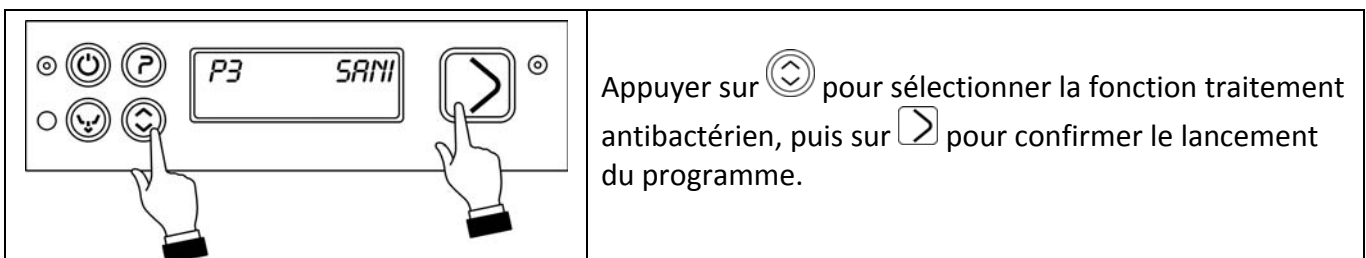 P3 SANI
Appuyer sur pour sélectionner la fonction traitement
antibactérien, puis sur pour confirmer le lancement
du programme.